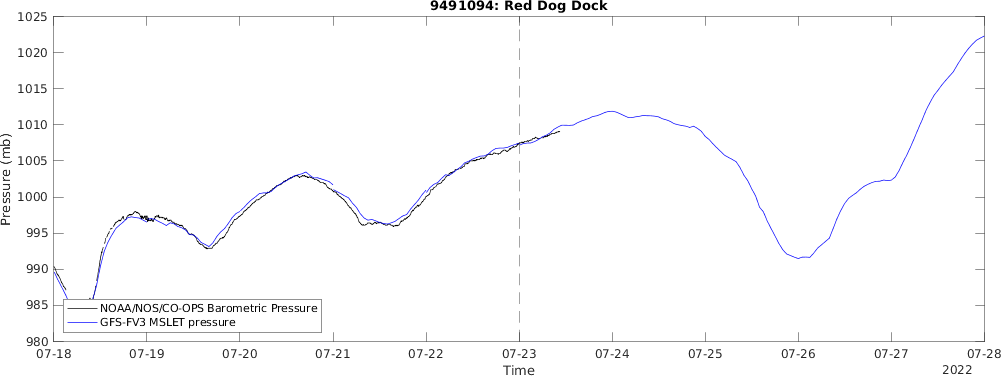 9491094: Red Dog Dock
1025
1020
1015
1010
1005
1000
995
990
985
980
Pressure (mb)
NOAA/NOS/CO-OPS Barometric Pressure
GFS-FV3 MSLET pressure
07-18 07-19 07-20 07-21 07-22 07-23 07-24 07-25 07-26 07-27 07-28
Time
2022